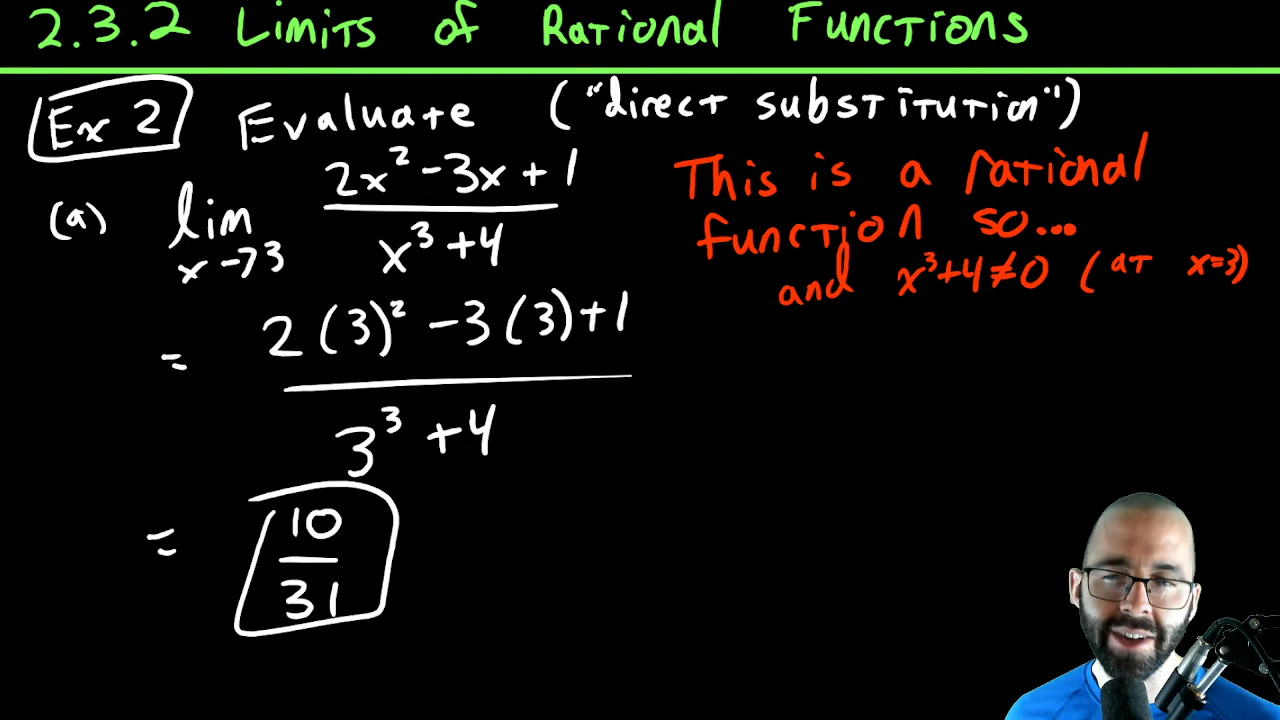 2.3.2 Limits of Rational Functions
Ex 2 Evaluate ("direct substitution")
(a) lim x→3 (2x² - 3x + 1)/(x³ + 4)
This is a rational
function so...
and x³+4≠0 (at x=3)
= (2(3)² - 3(3) + 1)/(3³ + 4)
= 10/31